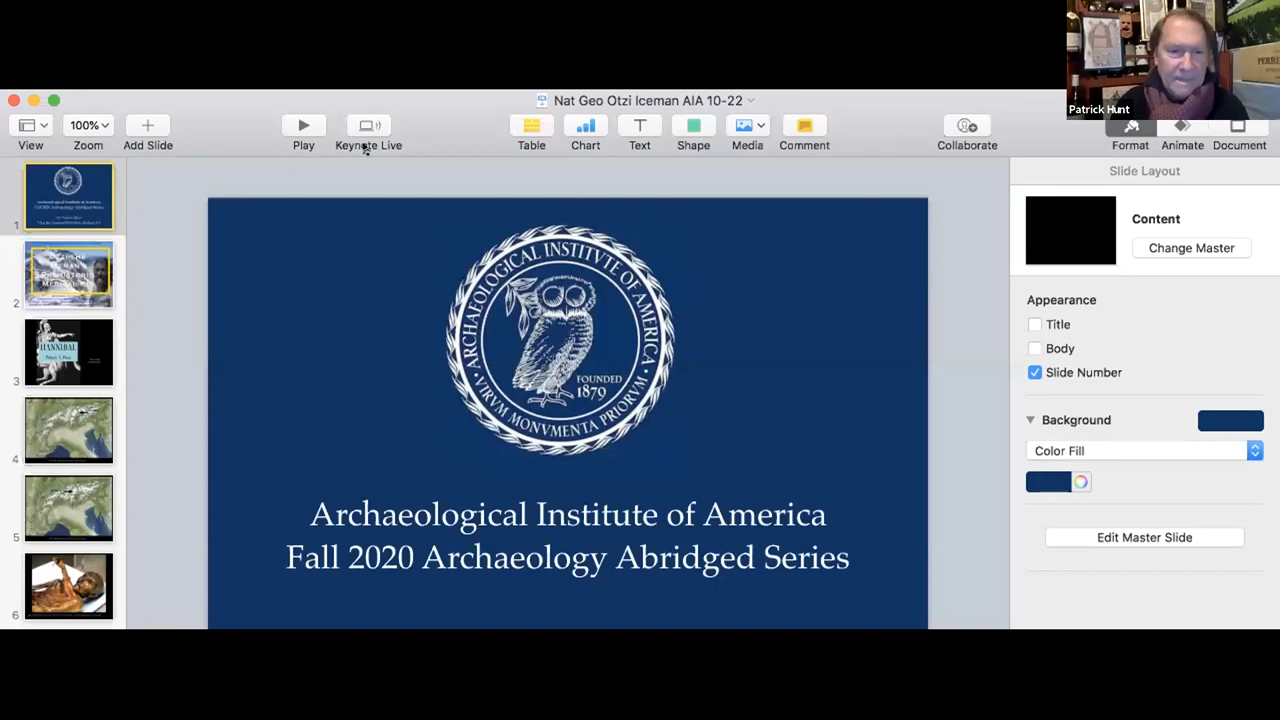 Patrick Hunt
Nat Geo Otzi Iceman AIA 10-22
100%
View
Zoom
Add Slide
Play
Keynote Live
Table
Chart
Text
Shape
Media
Comment
Collaborate
Format
Animate
Document
1
2
HANNIBAL
3
4
5
6
ARCHAEOLOGICAL INSTITVTE OF AMERICA
FOUNDED
1879
VIRVM MONVMENTA PRIORVM
Archaeological Institute of America
Fall 2020 Archaeology Abridged Series
Slide Layout
Content
Change Master
Appearance
Title
Body
Slide Number
Background
Color Fill
Edit Master Slide